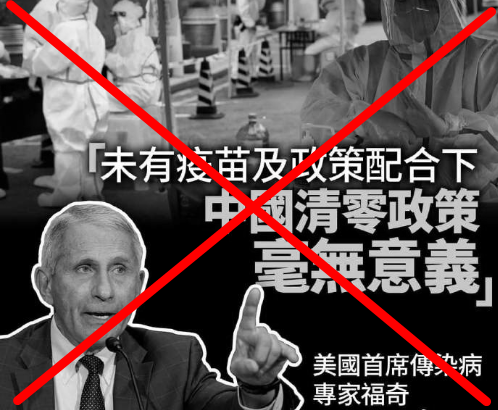 「未有疫苗及政策配合下
中國清零政策
毫無意義」
美國首席傳染病
專家福奇